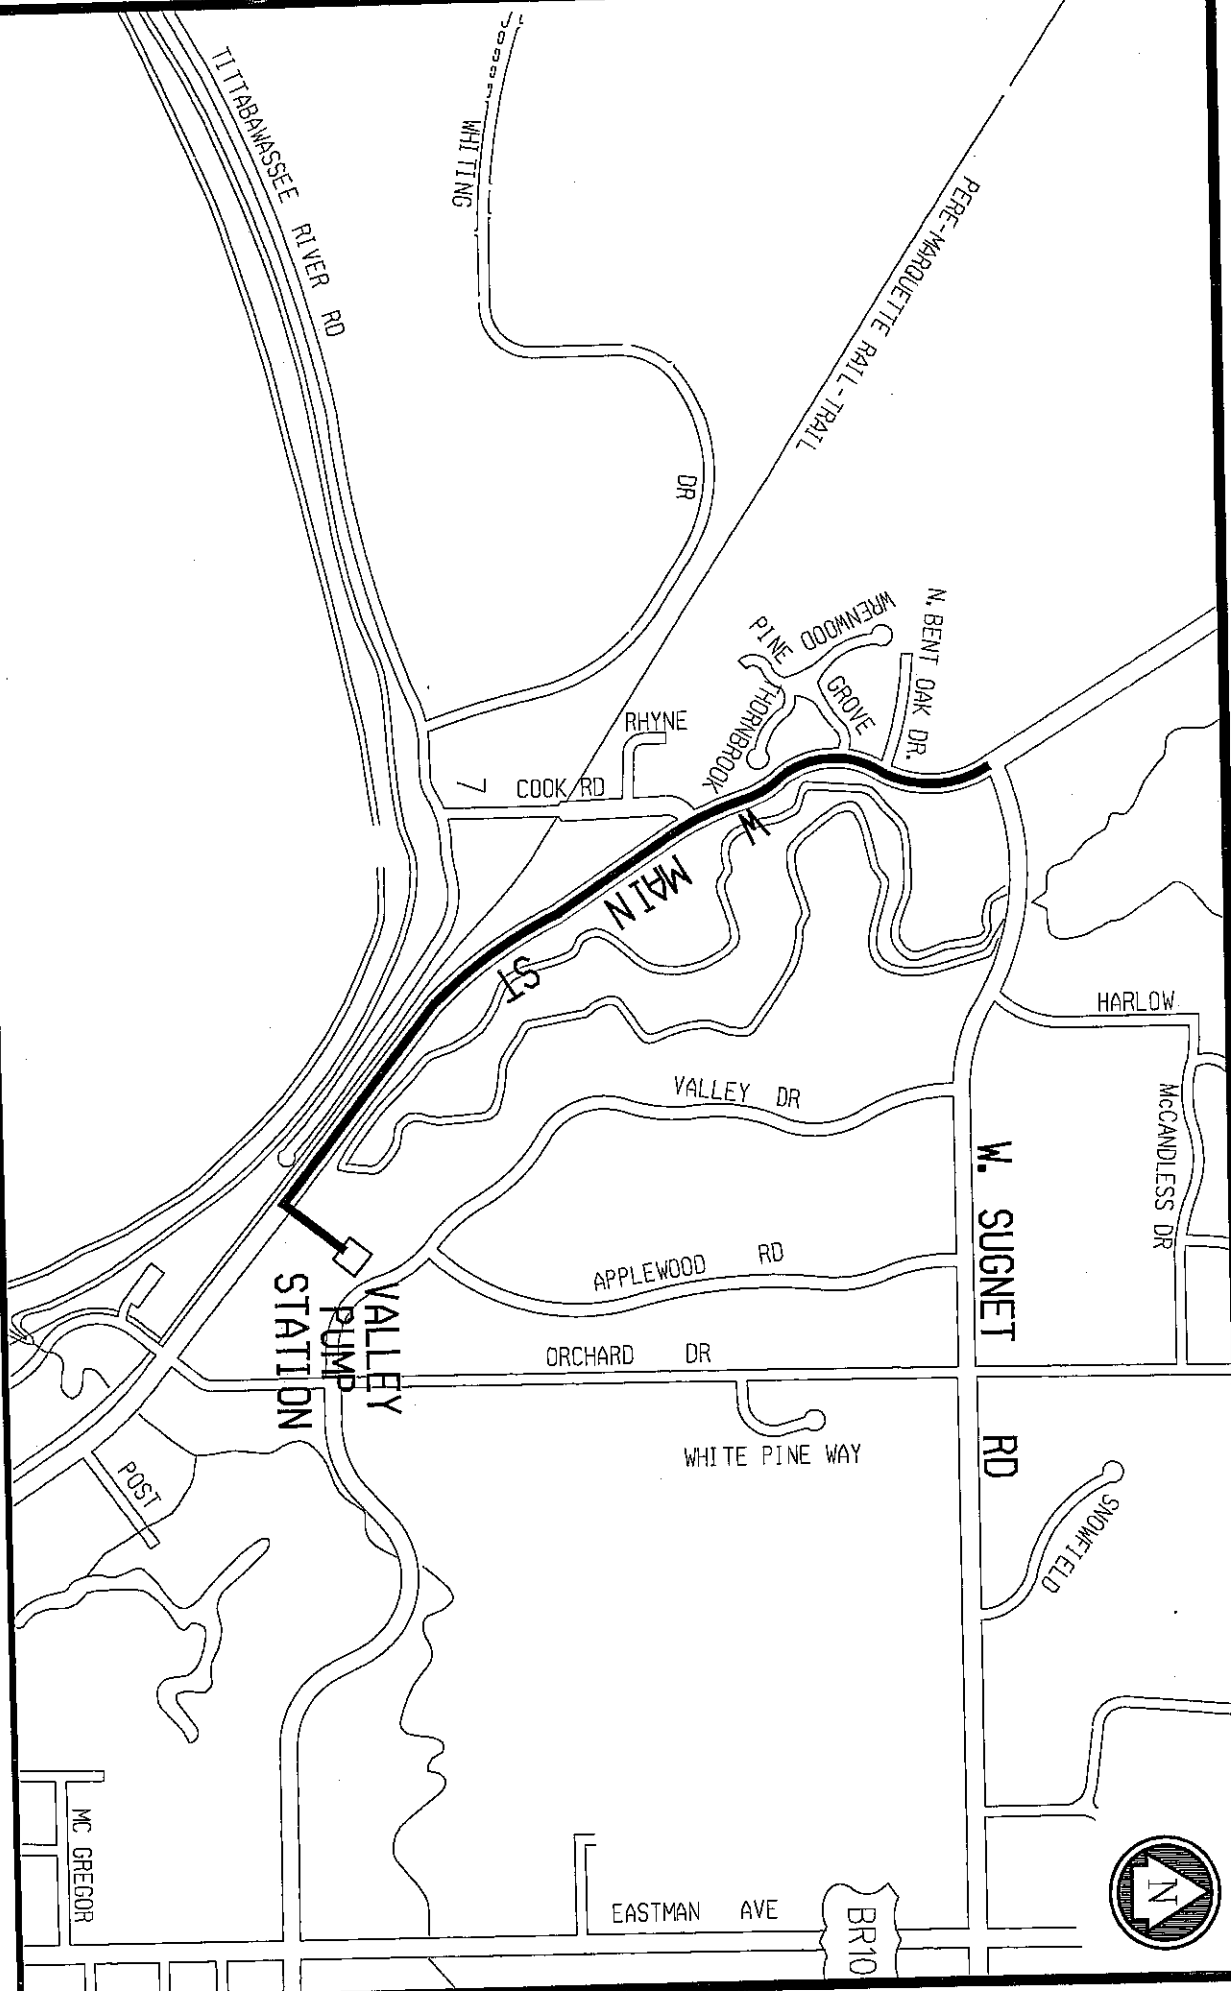 TITTABAWASSEE RIVER RD
WHITING
DR
PERE-MARQUETTE RAIL-TRAIL
WRENWOOD
PINE
GROVE
N. BENT OAK DR.
THORNBROOK
RHYNE
COOK RD
W
MAIN
ST
HARLOW
McCANDLESS DR
VALLEY DR
W. SUGNET RD
APPLEWOOD RD
ORCHARD DR
VALLEY
PUMP
STATION
WHITE PINE WAY
POST
SNOWFIELD
MC GREGOR
EASTMAN AVE
BR10
N